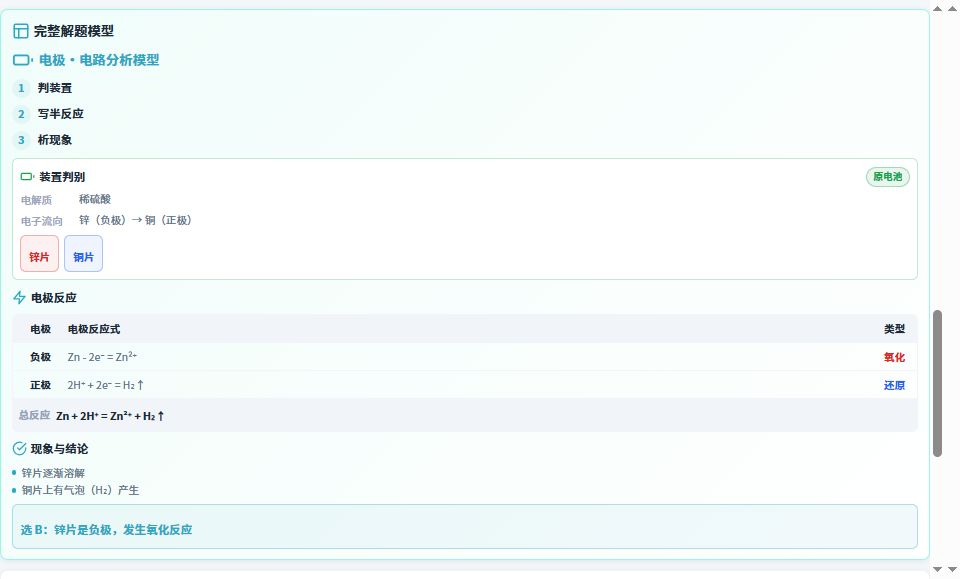 完整解题模型
电极·电路分析模型
1 判装置
2 写半反应
3 析现象
装置判别 原电池
电解质 稀硫酸
电子流向 锌（负极）→ 铜（正极）
锌片 铜片
电极反应
电极 电极反应式 类型
负极 Zn - 2e⁻ = Zn²⁺ 氧化
正极 2H⁺ + 2e⁻ = H₂↑ 还原
总反应 Zn + 2H⁺ = Zn²⁺ + H₂↑
现象与结论
• 锌片逐渐溶解
• 铜片上有气泡（H₂）产生
选 B：锌片是负极，发生氧化反应